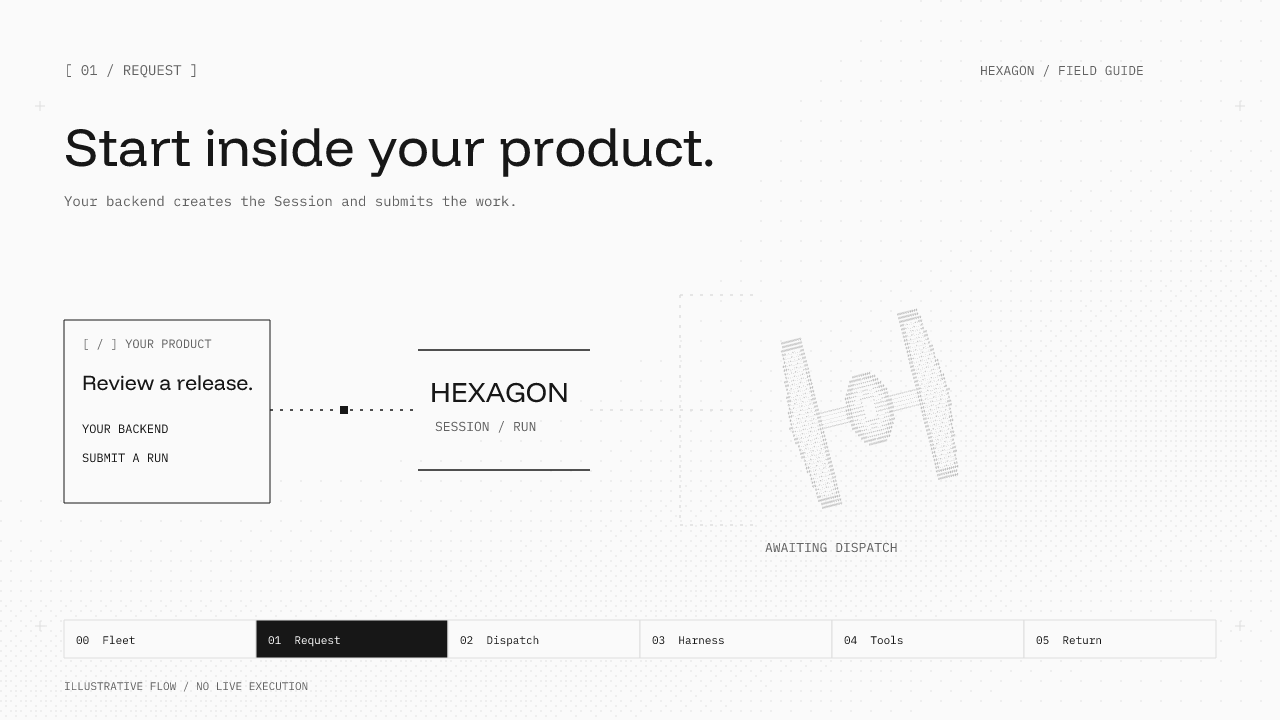 [ 01 / REQUEST ]
HEXAGON / FIELD GUIDE
Start inside your product.
Your backend creates the Session and submits the work.
[ / ] YOUR PRODUCT
Review a release.
YOUR BACKEND
SUBMIT A RUN
HEXAGON
SESSION / RUN
AWAITING DISPATCH
00 Fleet
01 Request
02 Dispatch
03 Harness
04 Tools
05 Return
ILLUSTRATIVE FLOW / NO LIVE EXECUTION